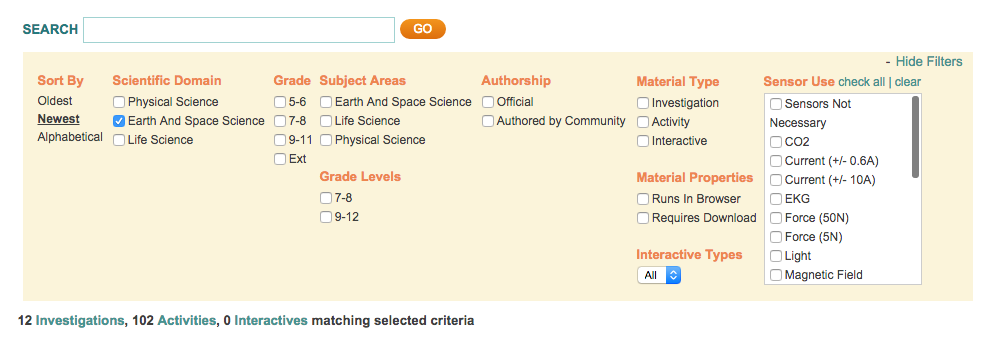 SEARCH GO
- Hide Filters
Sort By
Oldest
Newest
Alphabetical
Scientific Domain
Physical Science
Earth And Space Science
Life Science
Grade
5-6
7-8
9-11
Ext
Subject Areas
Earth And Space Science
Life Science
Physical Science
Grade Levels
7-8
9-12
Authorship
Official
Authored by Community
Material Type
Investigation
Activity
Interactive
Material Properties
Runs In Browser
Requires Download
Interactive Types
All
Sensor Use check all | clear
Sensors Not
Necessary
CO2
Current (+/- 0.6A)
Current (+/- 10A)
EKG
Force (50N)
Force (5N)
Light
Magnetic Field
12 Investigations, 102 Activities, 0 Interactives matching selected criteria